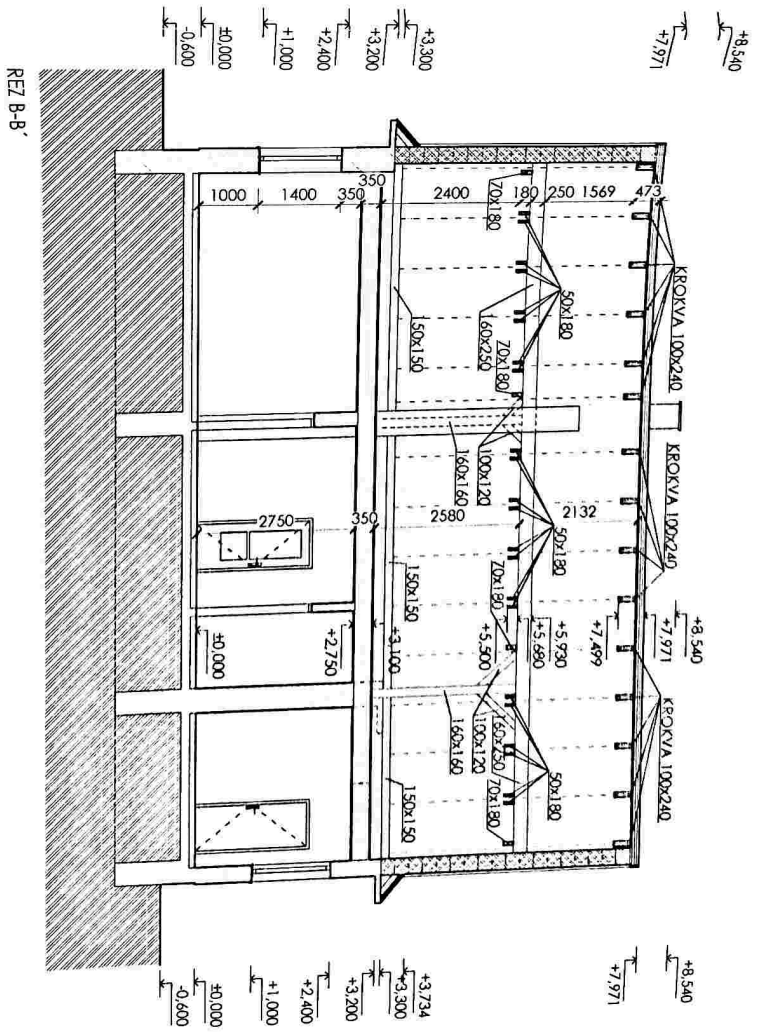 +8,540
+7,971
+3,300
+3,200
+2,400
+1,000
±0,000
-0,600
REZ B-B´
KROKVA 100x240
KROKVA 100x240
KROKVA 100x240
473
1569
250
180
2400
350
350
1400
1000
70x180
50x180
160x250
70x180
150x150
100x120
160x160
50x180
2132
2580
350
2750
70x180
150x150
+8,540
+7,971
+7,499
+5,930
+5,680
+5,500
+3,100
+2,750
±0,000
50x180
160x250
70x180
100x120
160x160
150x150
+8,540
+7,971
+3,734
+3,300
+3,200
+2,400
+1,000
±0,000
-0,600